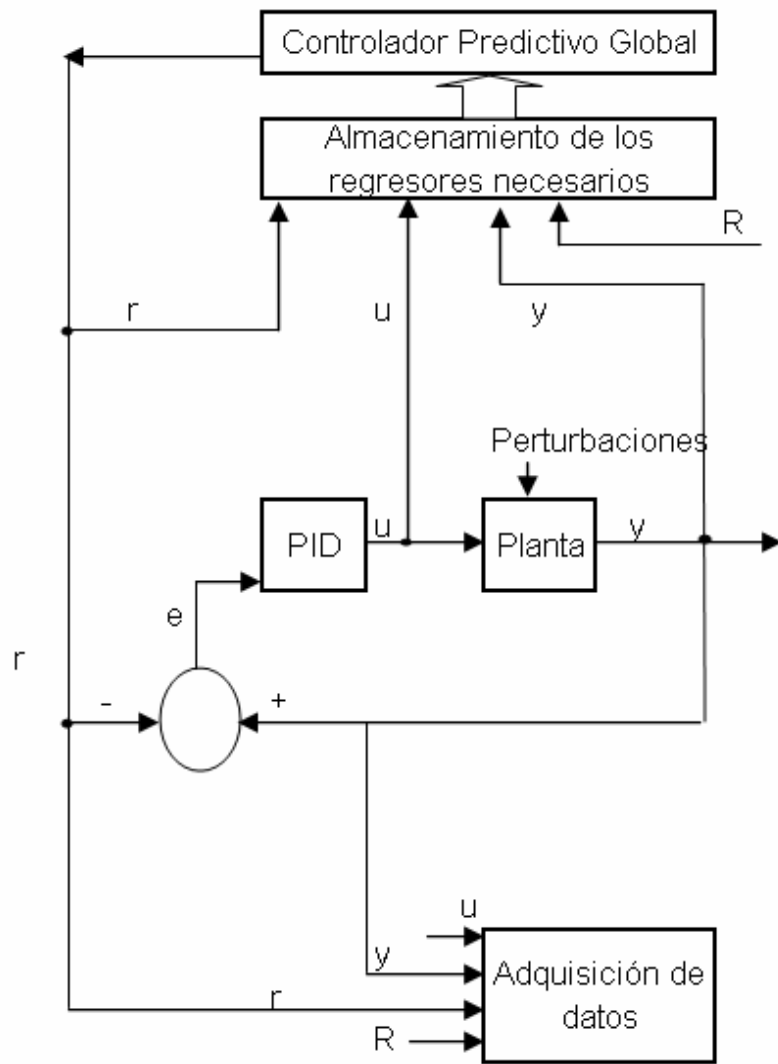 Controlador Predictivo Global
Almacenamiento de los
regresores necesarios
R
r
u
y
Perturbaciones
PID
u
Planta
y
e
r
-
+
u
y
Adquisición de
datos
r
R